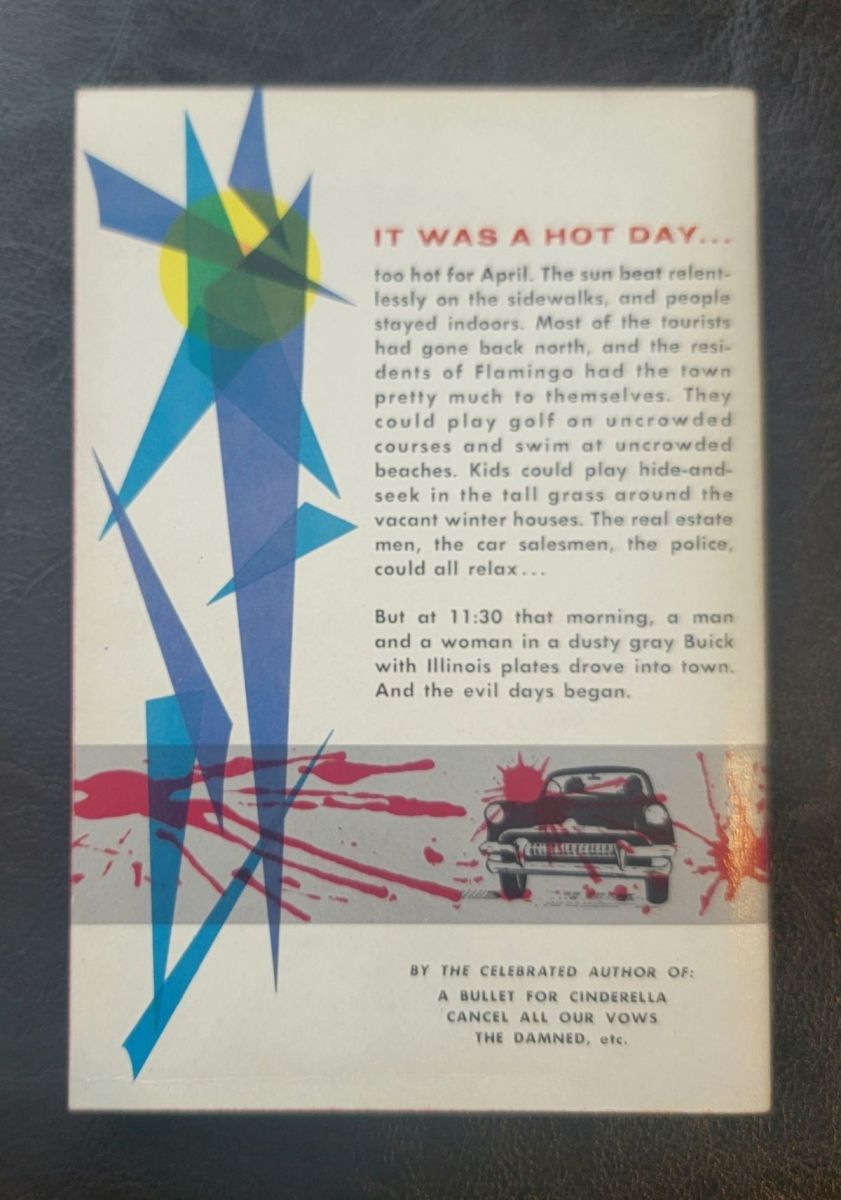 IT WAS A HOT DAY...
too hot for April. The sun beat relent-
lessly on the sidewalks, and people
stayed indoors. Most of the tourists
had gone back north, and the resi-
dents of Flamingo had the town
pretty much to themselves. They
could play golf on uncrowded
courses and swim at uncrowded
beaches. Kids could play hide-and-
seek in the tall grass around the
vacant winter houses. The real estate
men, the car salesmen, the police,
could all relax...
But at 11:30 that morning, a man
and a woman in a dusty gray Buick
with Illinois plates drove into town.
And the evil days began.
BY THE CELEBRATED AUTHOR OF:
A BULLET FOR CINDERELLA
CANCEL ALL OUR VOWS
THE DAMNED, etc.